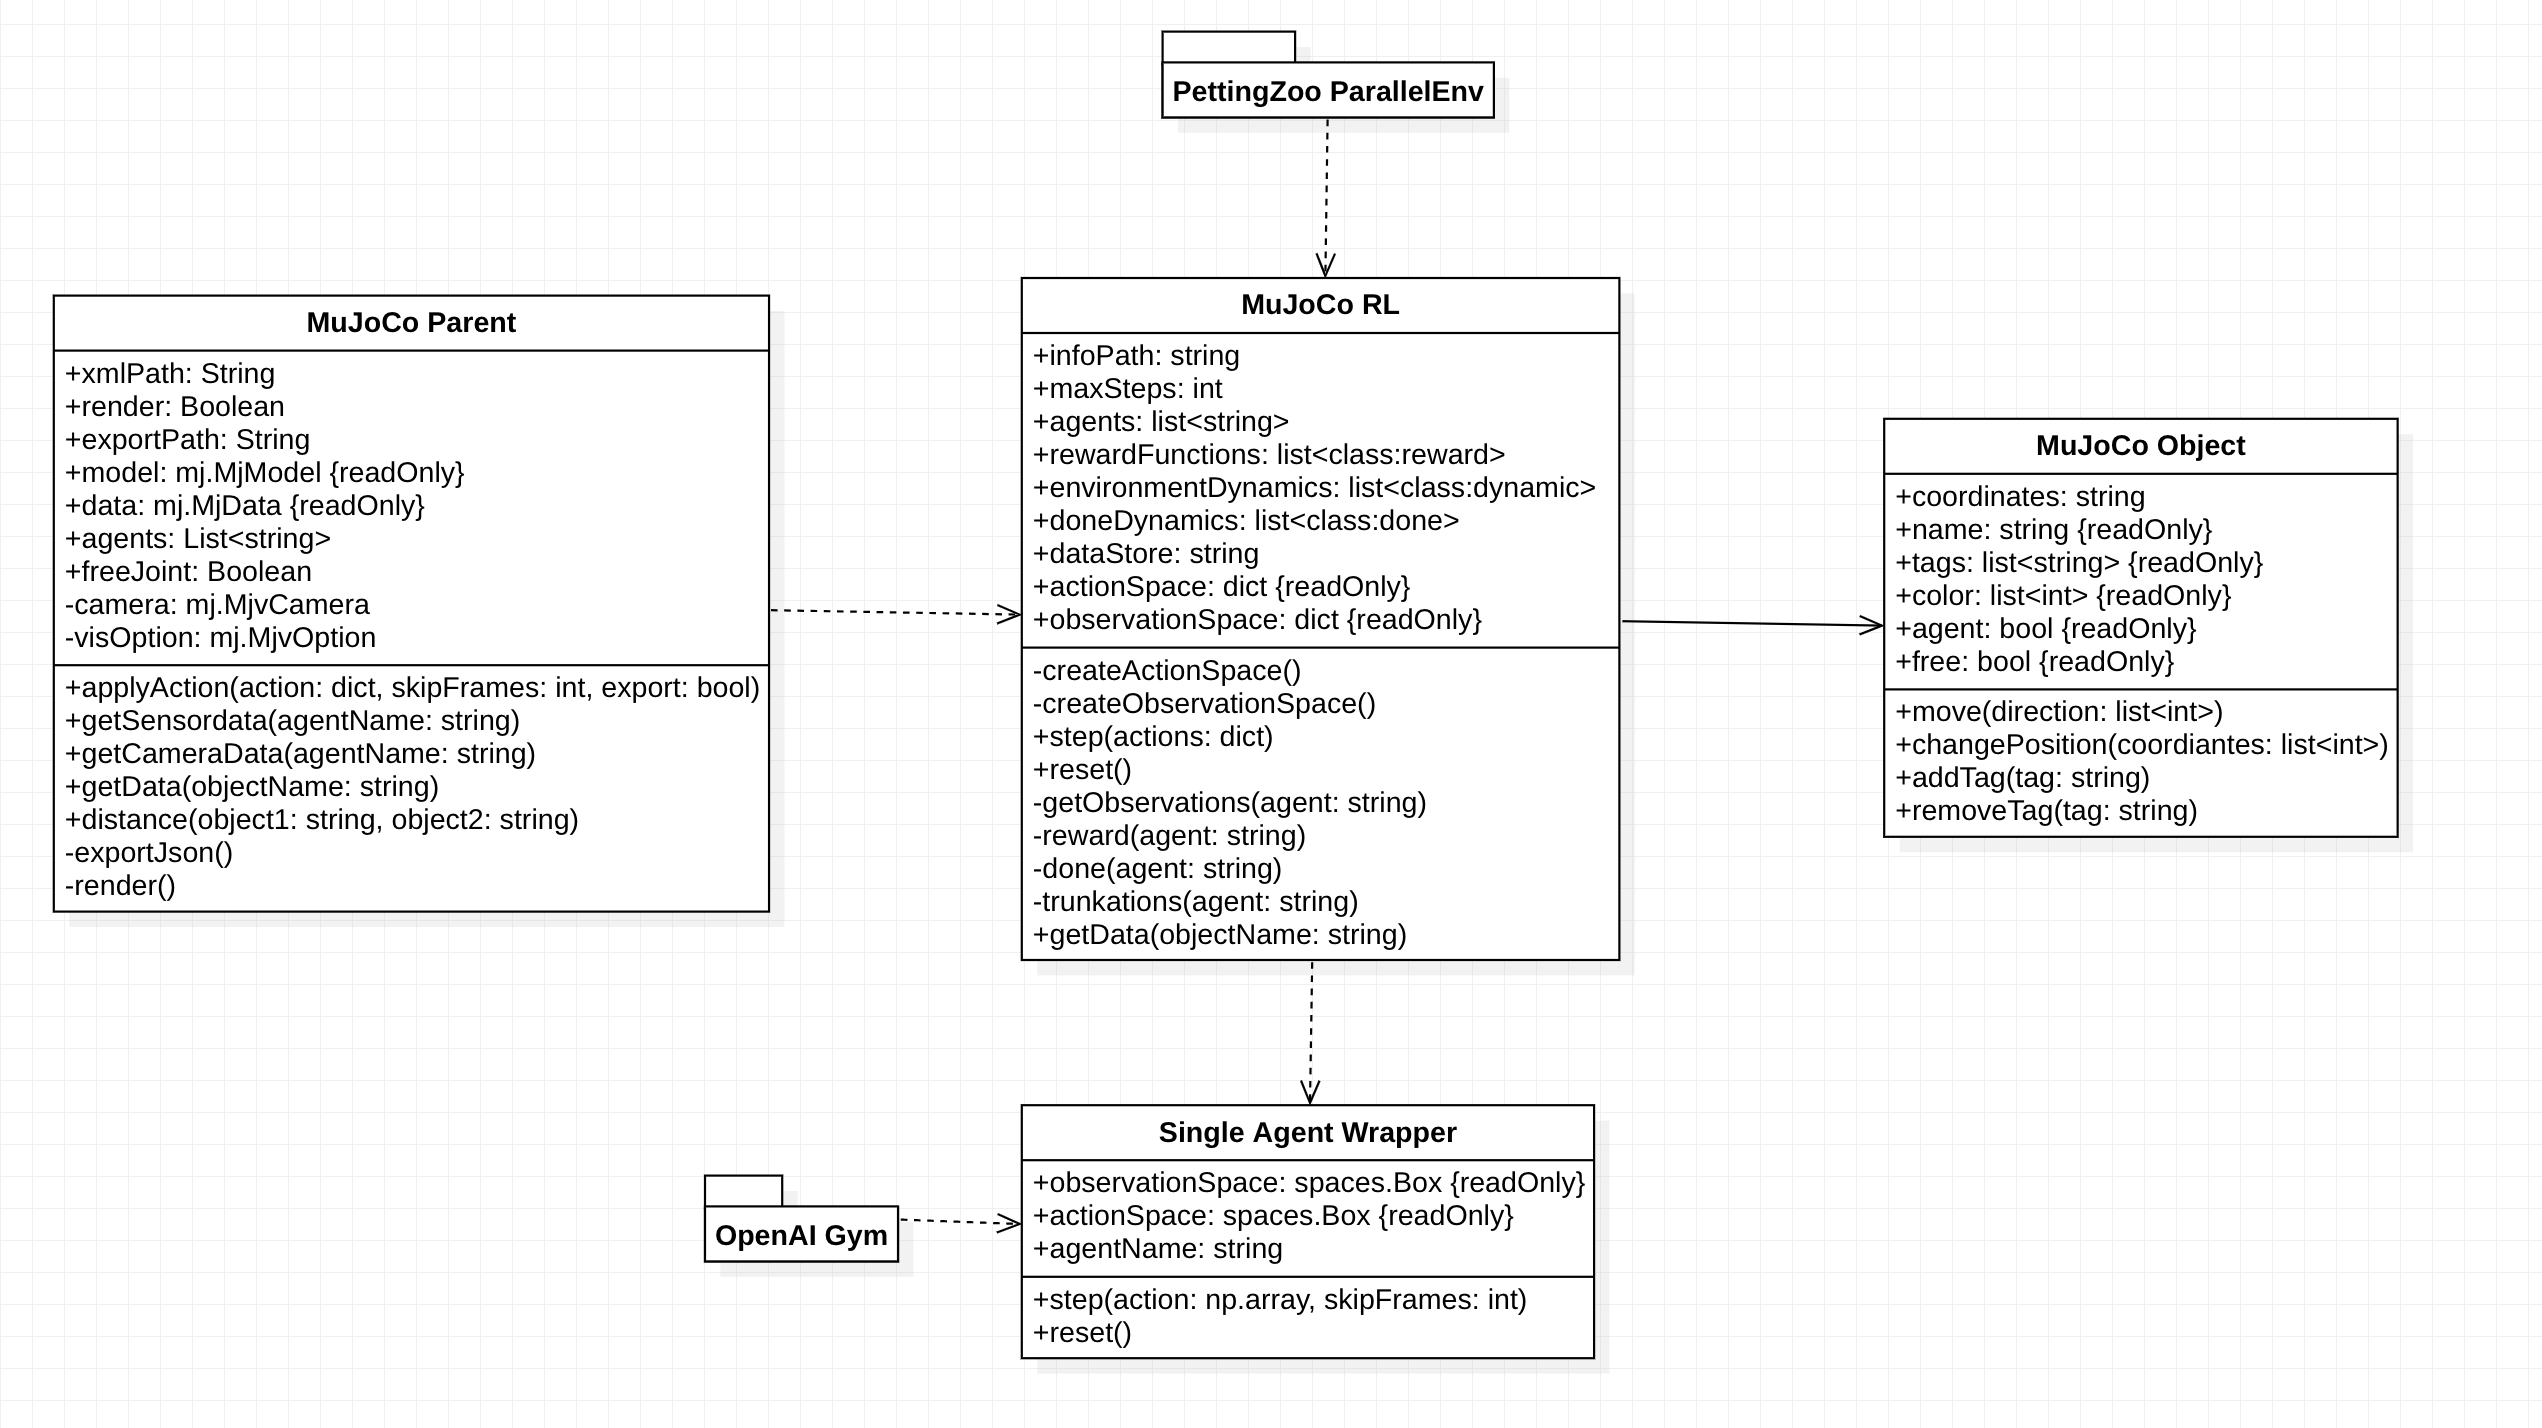 PettingZoo ParallelEnv
MuJoCo Parent
+xmlPath: String
+render: Boolean
+exportPath: String
+model: mj.MjModel {readOnly}
+data: mj.MjData {readOnly}
+agents: List<string>
+freeJoint: Boolean
-camera: mj.MjvCamera
-visOption: mj.MjvOption
+applyAction(action: dict, skipFrames: int, export: bool)
+getSensordata(agentName: string)
+getCameraData(agentName: string)
+getData(objectName: string)
+distance(object1: string, object2: string)
-exportJson()
-render()
MuJoCo RL
+infoPath: string
+maxSteps: int
+agents: list<string>
+rewardFunctions: list<class:reward>
+environmentDynamics: list<class:dynamic>
+doneDynamics: list<class:done>
+dataStore: string
+actionSpace: dict {readOnly}
+observationSpace: dict {readOnly}
-createActionSpace()
-createObservationSpace()
+step(actions: dict)
+reset()
-getObservations(agent: string)
-reward(agent: string)
-done(agent: string)
-trunkations(agent: string)
+getData(objectName: string)
MuJoCo Object
+coordinates: string
+name: string {readOnly}
+tags: list<string> {readOnly}
+color: list<int> {readOnly}
+agent: bool {readOnly}
+free: bool {readOnly}
+move(direction: list<int>)
+changePosition(coordiantes: list<int>)
+addTag(tag: string)
+removeTag(tag: string)
OpenAI Gym
Single Agent Wrapper
+observationSpace: spaces.Box {readOnly}
+actionSpace: spaces.Box {readOnly}
+agentName: string
+step(action: np.array, skipFrames: int)
+reset()